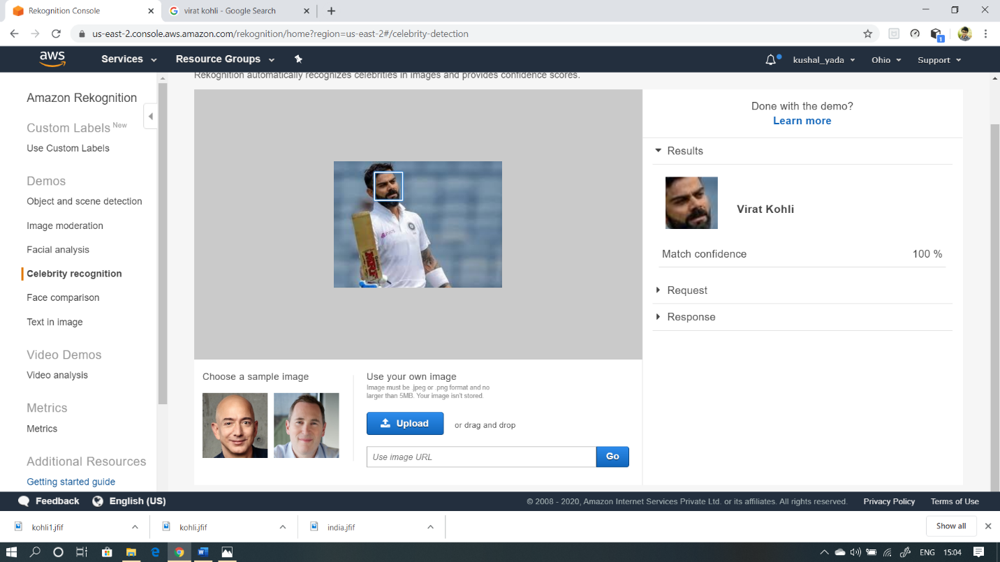 Rekognition Console
virat kohli - Google Search
us-east-2.console.aws.amazon.com/rekognition/home?region=us-east-2#/celebrity-detection
1
aws
Services
Resource Groups
kushal_yada
Ohio
Support
Amazon Rekognition
Custom Labels New
Use Custom Labels
Demos
Object and scene detection
Image moderation
Facial analysis
Celebrity recognition
Face comparison
Text in image
Video Demos
Video analysis
Metrics
Metrics
Additional Resources
Getting started guide
Rekognition automatically recognizes celebrities in images and provides confidence scores.
MRF
Choose a sample image
Use your own image
Image must be .jpeg or .png format and no
larger than 5MB. Your image isn't stored.
Upload
or drag and drop
Use image URL
Go
Done with the demo?
Learn more
Results
Virat Kohli
Match confidence 100 %
Request
Response
Feedback
English (US)
© 2008 - 2020, Amazon Internet Services Private Ltd. or its affiliates. All rights reserved.
Privacy Policy
Terms of Use
kohli1.jfif
kohli.jfif
india.jfif
Show all
ENG
15:04